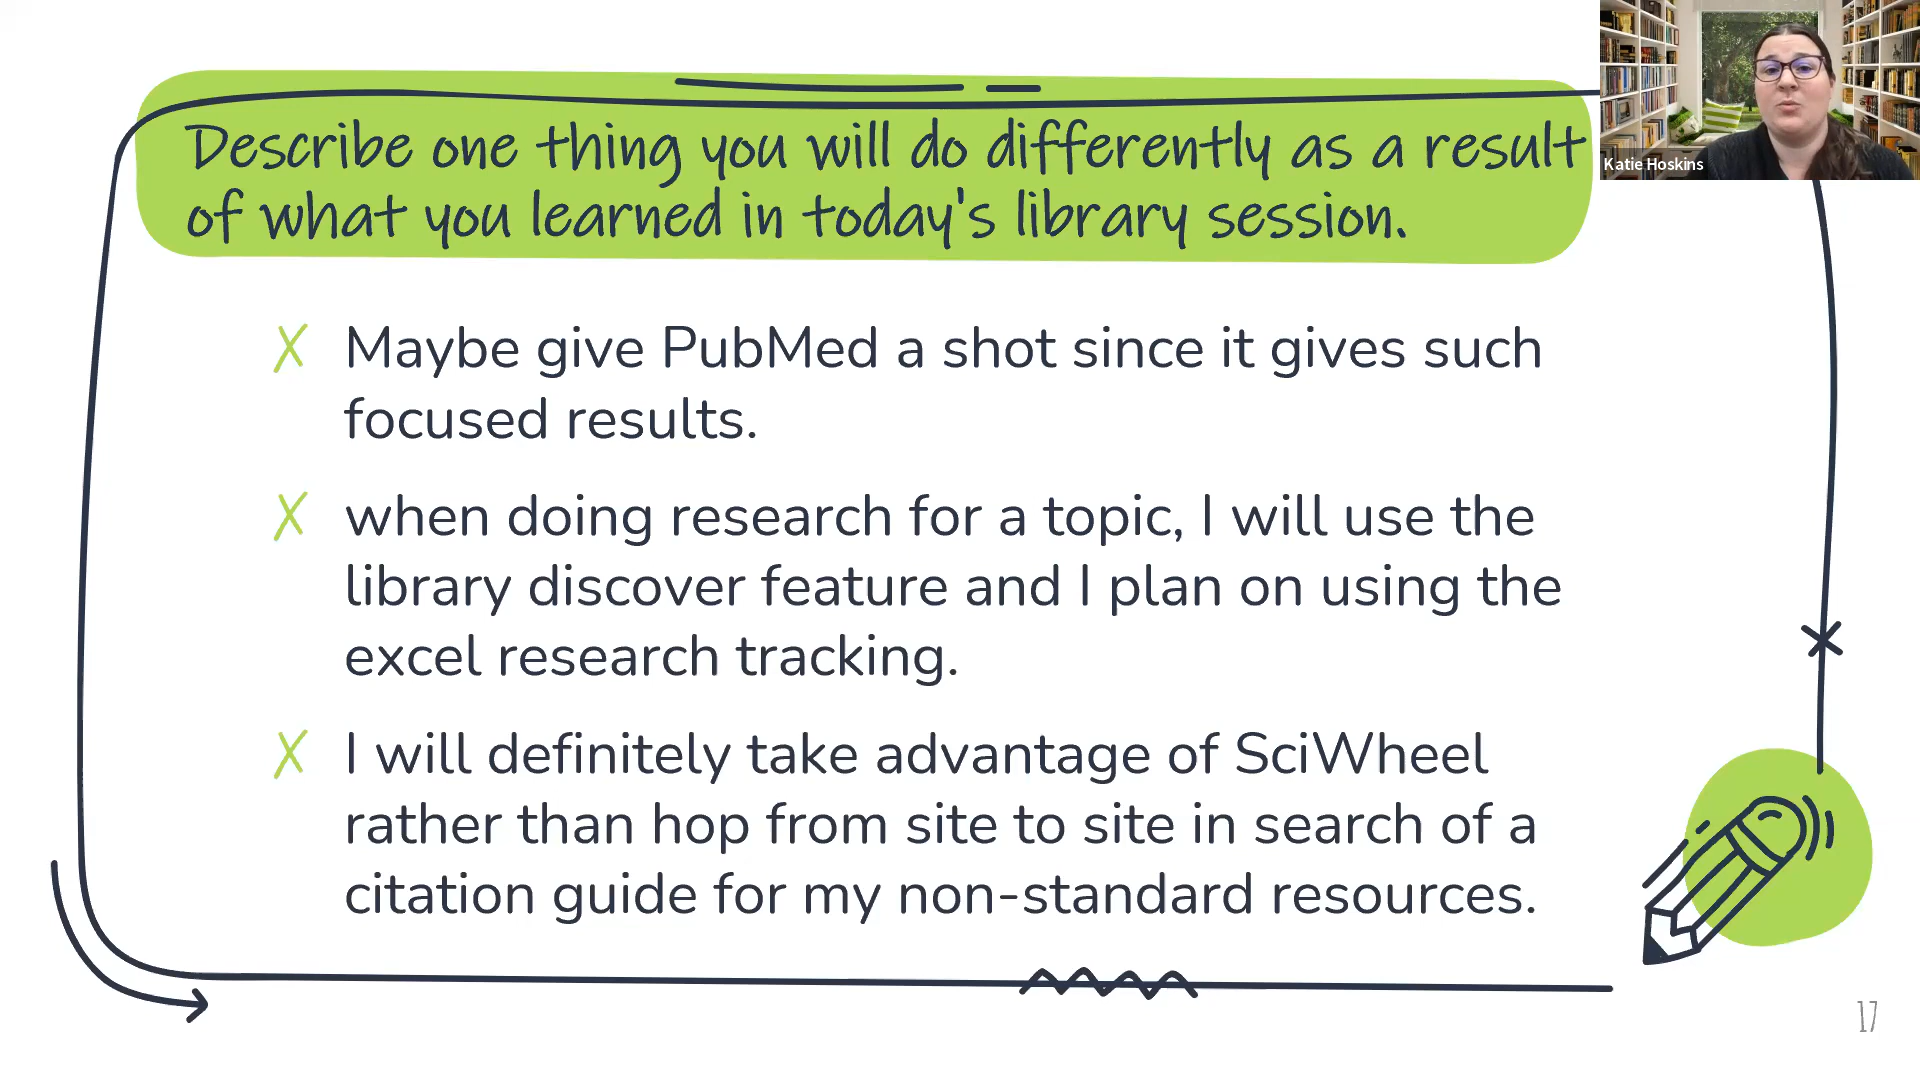 Describe one thing you will do differently as a result
of what you learned in today's library session.
Katie Hoskins
X Maybe give PubMed a shot since it gives such
focused results.
X when doing research for a topic, I will use the
library discover feature and I plan on using the
excel research tracking.
X I will definitely take advantage of SciWheel
rather than hop from site to site in search of a
citation guide for my non-standard resources.
17